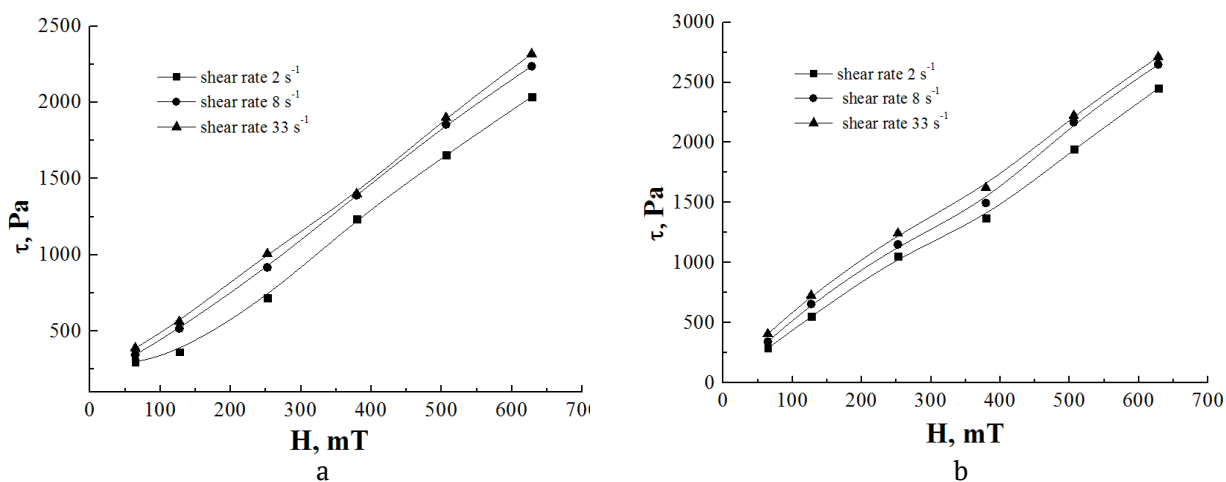 2500
2000
1500
1000
500
τ, Pa
shear rate 2 s⁻¹
shear rate 8 s⁻¹
shear rate 33 s⁻¹
0 100 200 300 400 500 600 700
H, mT
a
3000
2500
2000
1500
1000
500
0
τ, Pa
shear rate 2 s⁻¹
shear rate 8 s⁻¹
shear rate 33 s⁻¹
0 100 200 300 400 500 600 700
H, mT
b